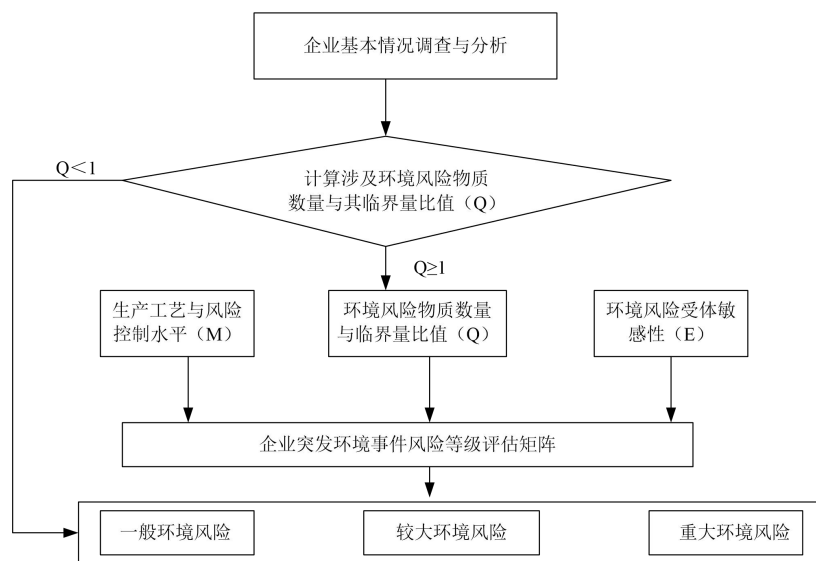 企业基本情况调查与分析
Q＜1
计算涉及环境风险物质
数量与其临界量比值（Q）
Q≥1
生产工艺与风险
控制水平（M）
环境风险物质数量
与临界量比值（Q）
环境风险受体敏
感性（E）
企业突发环境事件风险等级评估矩阵
一般环境风险
较大环境风险
重大环境风险